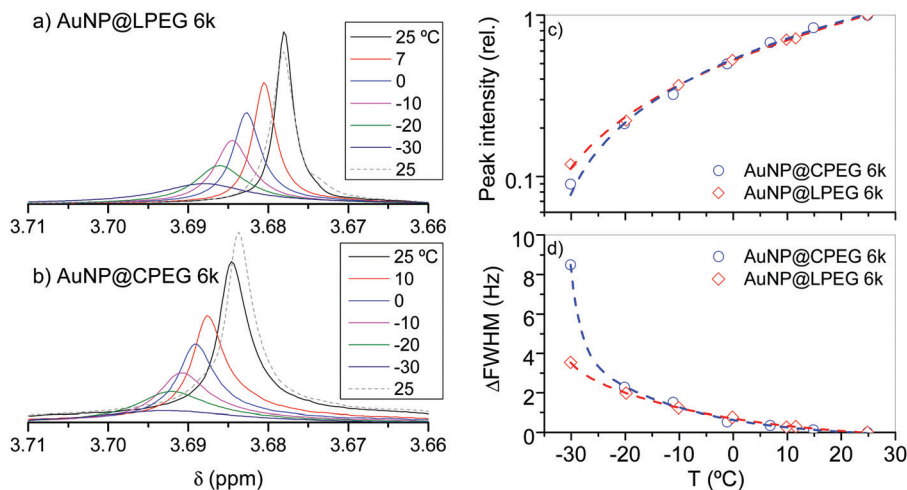 a) AuNP@LPEG 6k
25 ºC
7
0
-10
-20
-30
25
3.71 3.70 3.69 3.68 3.67 3.66
b) AuNP@CPEG 6k
25 ºC
10
0
-10
-20
-30
25
3.71 3.70 3.69 3.68 3.67 3.66
δ (ppm)
c)
Peak intensity (rel.)
1
0.1
AuNP@CPEG 6k
AuNP@LPEG 6k
d)
ΔFWHM (Hz)
10
8
6
4
2
0
AuNP@CPEG 6k
AuNP@LPEG 6k
-30 -20 -10 0 10 20 30
T (ºC)